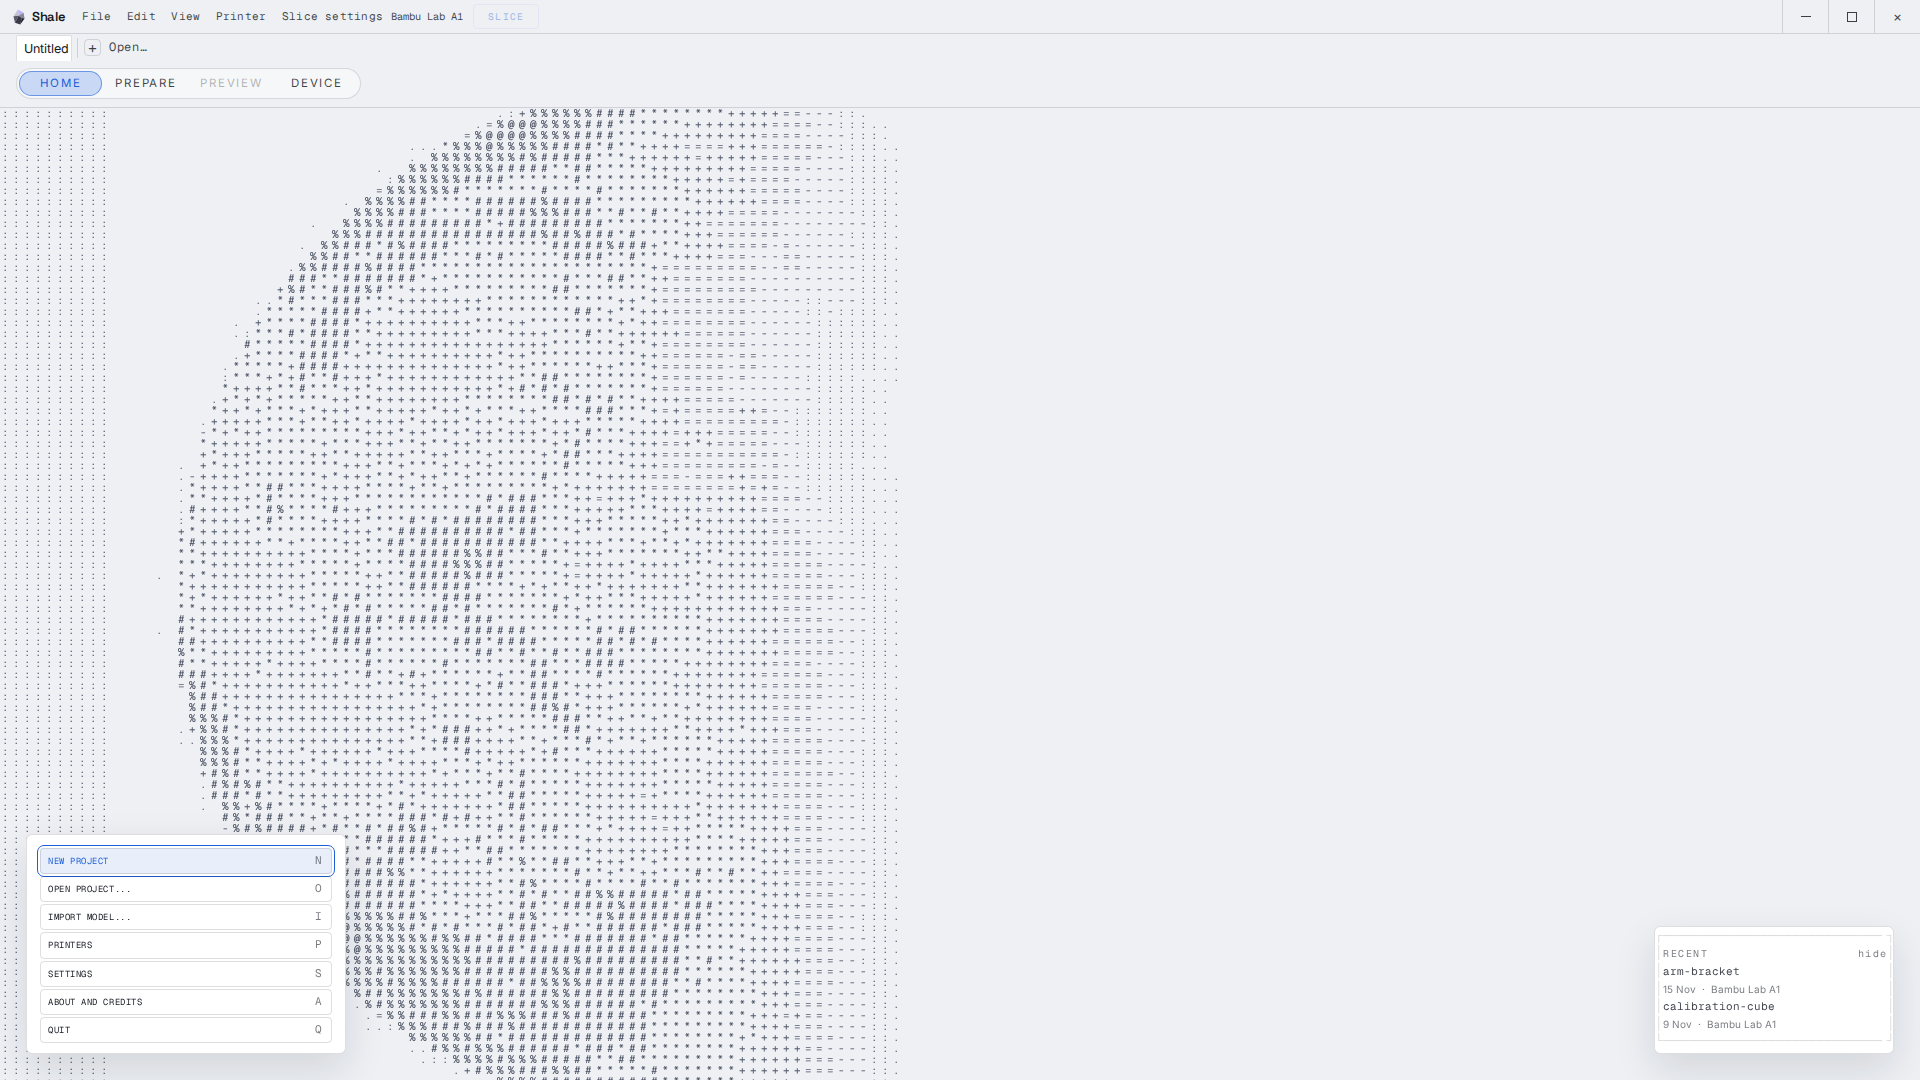 Shale File Edit View Printer Slice settings Bambu Lab A1 SLICE
Untitled + Open…
HOME PREPARE PREVIEW DEVICE
NEW PROJECT N
OPEN PROJECT... O
IMPORT MODEL... I
PRINTERS P
SETTINGS S
ABOUT AND CREDITS A
QUIT Q
RECENT hide
arm-bracket
15 Nov · Bambu Lab A1
calibration-cube
9 Nov · Bambu Lab A1